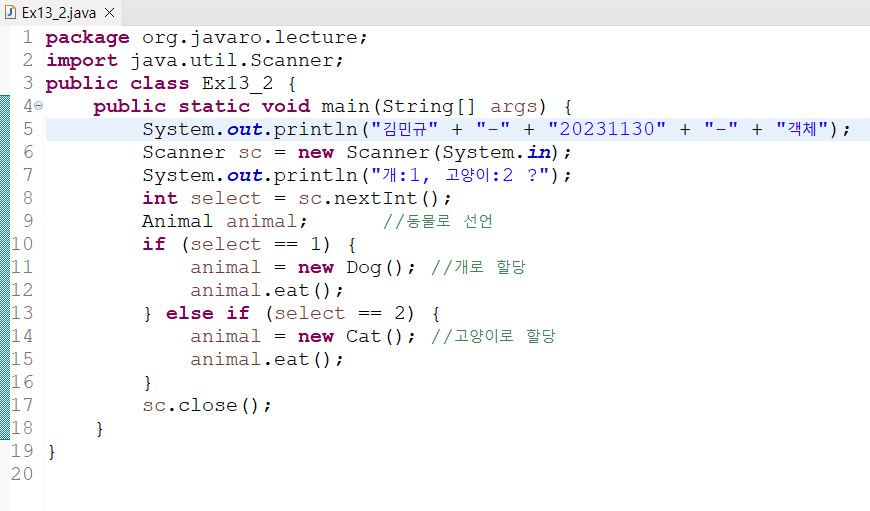 Ex13_2.java
1 package org.javaro.lecture;
2 import java.util.Scanner;
3 public class Ex13_2 {
4 public static void main(String[] args) {
5 System.out.println("김민규" + "-" + "20231130" + "-" + "객체");
6 Scanner sc = new Scanner(System.in);
7 System.out.println("개:1, 고양이:2 ?");
8 int select = sc.nextInt();
9 Animal animal; //동물로 선언
10 if (select == 1) {
11 animal = new Dog(); //개로 할당
12 animal.eat();
13 } else if (select == 2) {
14 animal = new Cat(); //고양이로 할당
15 animal.eat();
16 }
17 sc.close();
18 }
19 }
20